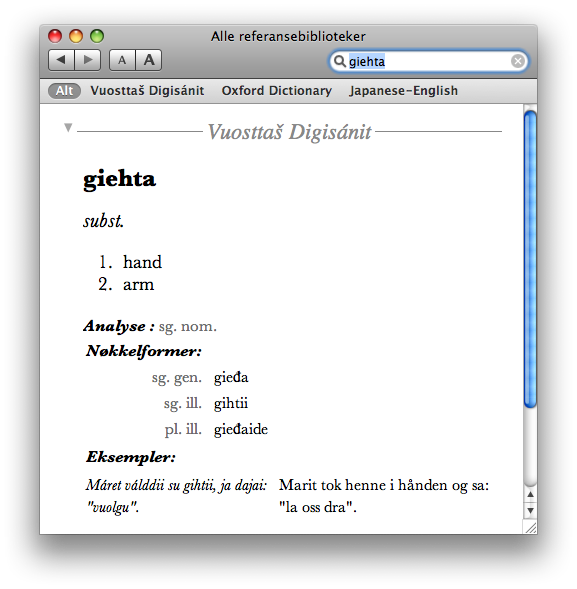 Alle referansebiblioteker
A A giehta
Alt Vuosttaš Digisánit Oxford Dictionary Japanese–English
Vuosttaš Digisánit
giehta
subst.
1. hand
2. arm
Analyse : sg. nom.
Nøkkelformer:
sg. gen. gieđa
sg. ill. gihtii
pl. ill. gieđaide
Eksempler:
Máret válddii su gihtii, ja dajai: Marit tok henne i hånden og sa:
"vuolgu". "la oss dra".